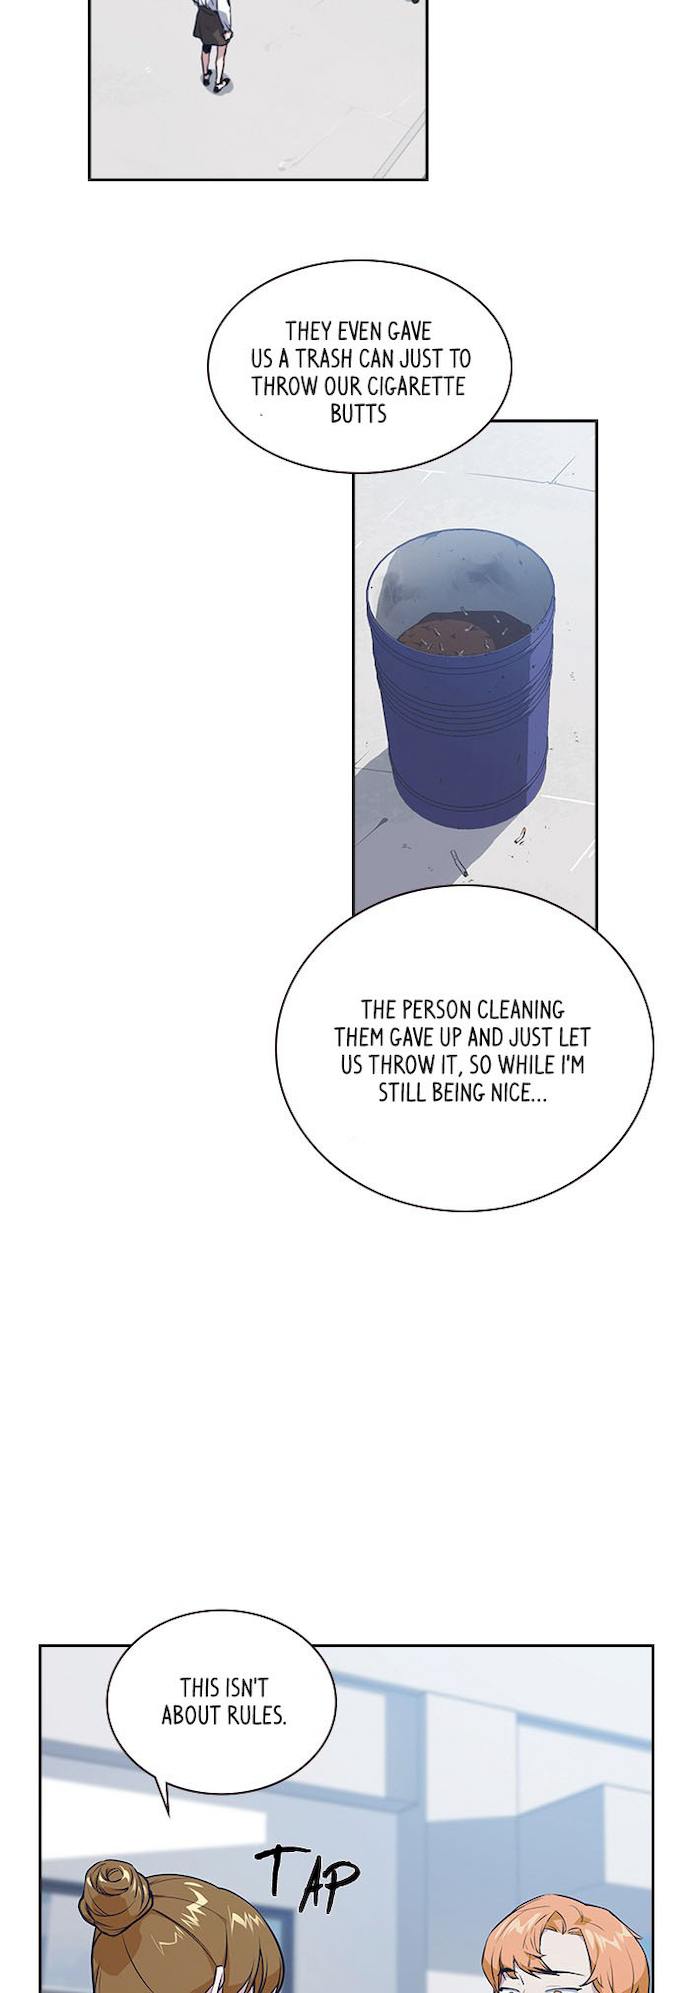 THEY EVEN GAVE
US A TRASH CAN JUST TO
THROW OUR CIGARETTE
BUTTS
THE PERSON CLEANING
THEM GAVE UP AND JUST LET
US THROW IT, SO WHILE I'M
STILL BEING NICE...
THIS ISN'T
ABOUT RULES.
TAP